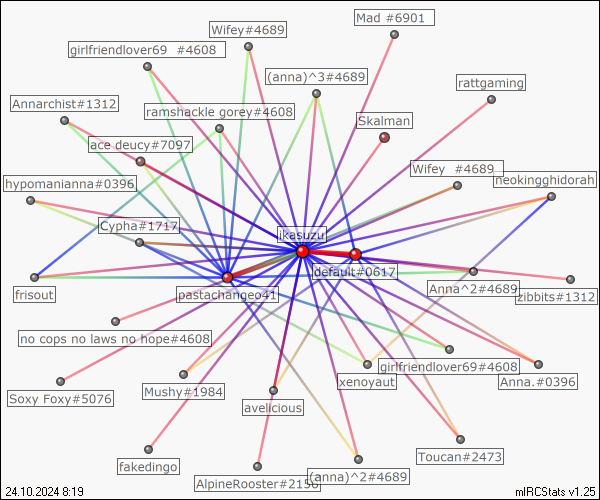 Mad #6901
Wifey#4689
girlfriendlover69  #4608
(anna)^3#4689
rattgaming
Annarchist#1312
ramshackle gorey#4608
Skalman
ace deucy#7097
Wifey  #4689
hypomanianna#0396
neokingghidorah
Cypha#1717
ikasuzu
default#0617
frisout
pastachangeo41
Anna^2#4689
zibbits#1312
no cops no laws no hope#4608
girlfriendlover69#4608
Soxy Foxy#5076
Mushy#1984
xenoyaut
Anna.#0396
avelicious
Toucan#2473
fakedingo
AlpineRooster#2156
(anna)^2#4689
24.10.2024 8:19
mIRCStats v1.25